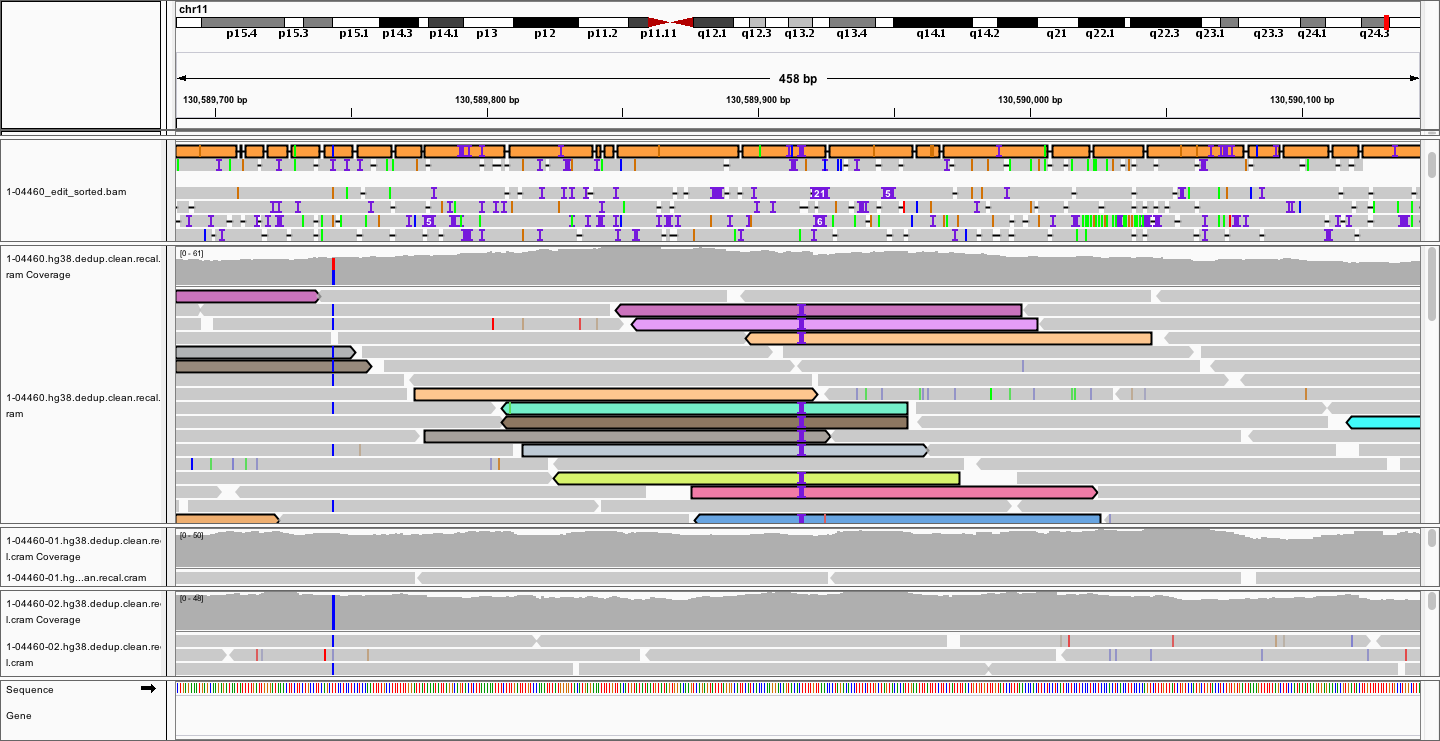 chr11
p15.4 p15.3 p15.1 p14.3 p14.1 p13 p12 p11.2 p11.11 q12.1 q12.3 q13.2 q13.4 q14.1 q14.2 q21 q22.1 q22.3 q23.1 q23.3 q24.1 q24.3
458 bp
130,589,700 bp 130,589,800 bp 130,589,900 bp 130,590,000 bp 130,590,100 bp
1-04460_edit_sorted.bam
21 5
5 6
1-04460.hg38.dedup.clean.recal.
ram Coverage
[0 - 61]
1-04460.hg38.dedup.clean.recal.
ram
1-04460-01.hg38.dedup.clean.re
l.cram Coverage
[0 - 50]
1-04460-01.hg...an.recal.cram
1-04460-02.hg38.dedup.clean.re
l.cram Coverage
[0 - 48]
1-04460-02.hg38.dedup.clean.re
l.cram
Sequence
Gene